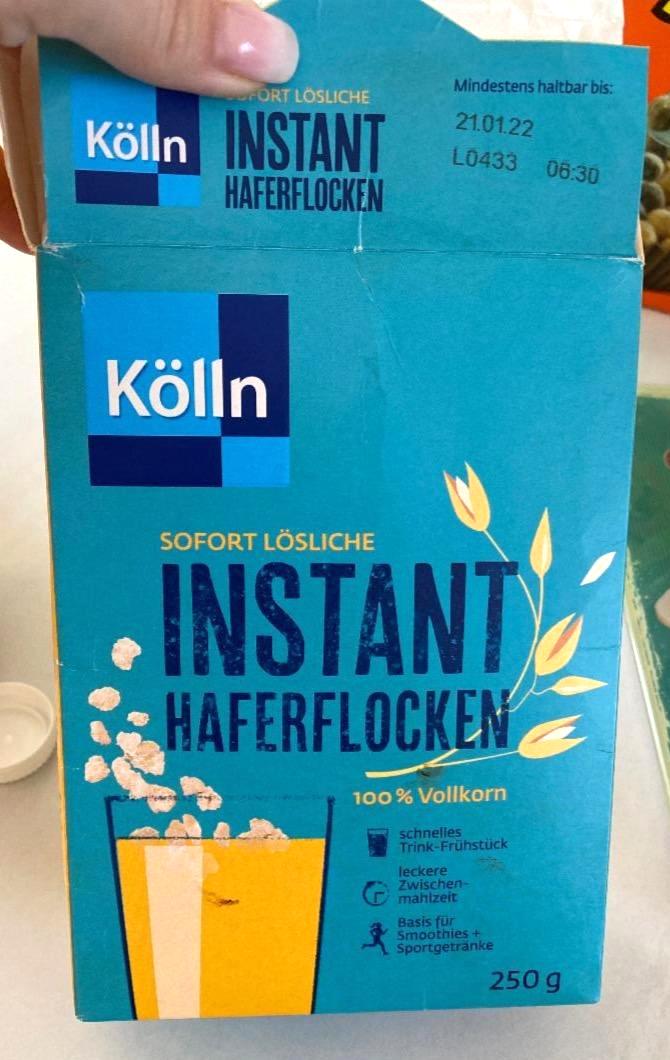 SOFORT LÖSLICHE
Kölln
INSTANT
HAFERFLOCKEN
Mindestens haltbar bis:
21.01.22
L0433 06:30
Kölln
SOFORT LÖSLICHE
INSTANT
HAFERFLOCKEN
100% Vollkorn
schnelles
Trink-Frühstück
leckere
Zwischen-
mahlzeit
Basis für
Smoothies +
Sportgetränke
250 g